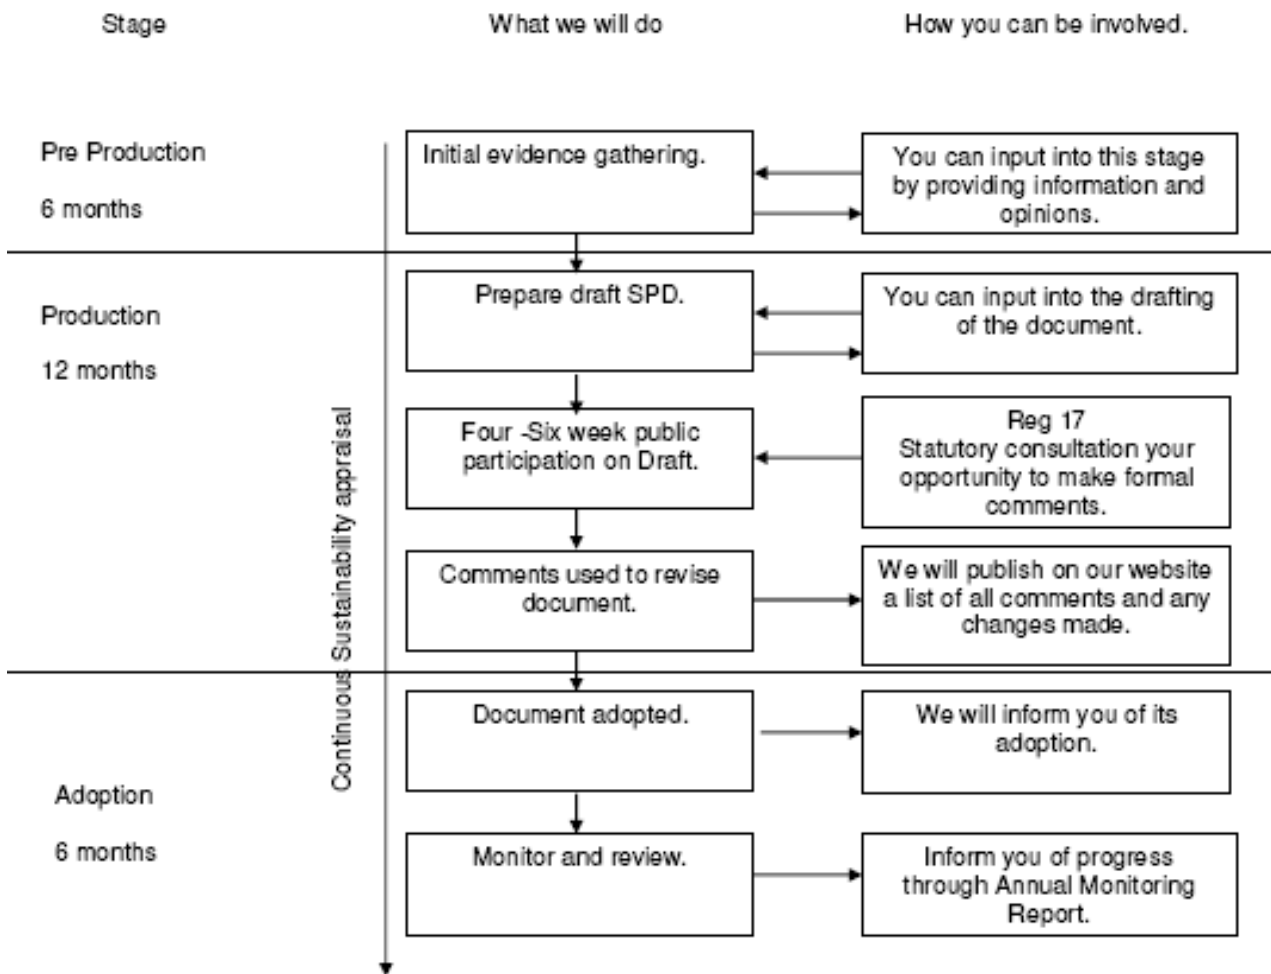 Stage
What we will do
How you can be involved.
Pre Production
6 months
Initial evidence gathering.
You can input into this stage
by providing information and
opinions.
Production
12 months
Prepare draft SPD.
You can input into the drafting
of the document.
Four -Six week public
participation on Draft.
Reg 17
Statutory consultation your
opportunity to make formal
comments.
Continuous Sustainability appraisal
Comments used to revise
document.
We will publish on our website
a list of all comments and any
changes made.
Adoption
6 months
Document adopted.
We will inform you of its
adoption.
Monitor and review.
Inform you of progress
through Annual Monitoring
Report.